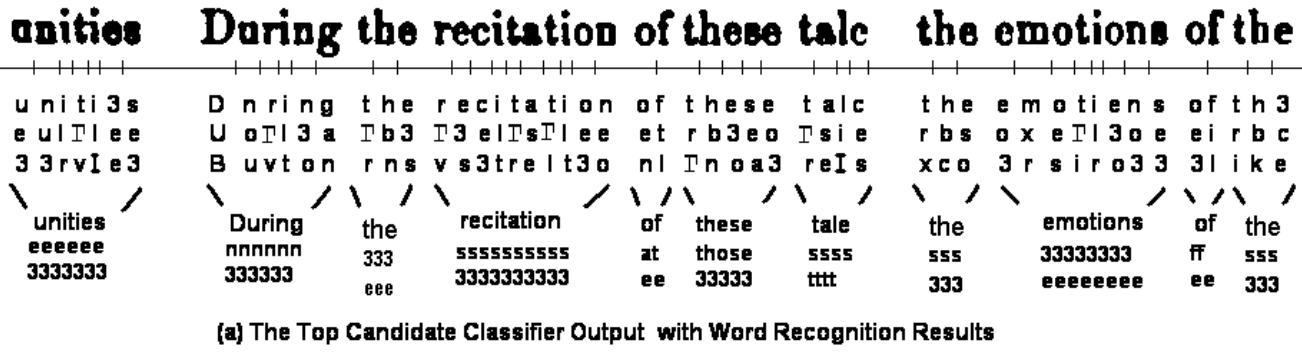 unities During the recitation of these talc the emotions of the
u n i t i 3 s D n r i n g t h e r e c i t a t i o n o f t h e s e t a l c t h e e m o t i e n s o f t h 3
e u l T l e e U o T l 3 a T b 3 T 3 e l T s T l e e e t r b 3 e o T s i e r b s o x e T l 3 o e e i r b c
3 3 r v I e 3 B u v t o n r n s v s 3 t r e l t 3 o n l T n o a 3 r e I s x c o 3 r s i r o 3 3 3 l i k e
unities During the recitation of these tale the emotions of the
eeeeee nnnnnn 333 ssssssssss at those ssss sss 33333333 ff sss
3333333 333333 eee 3333333333 ee 33333 tttt 333 eeeeeeee ee 333
(a) The Top Candidate Classifier Output with Word Recognition Results